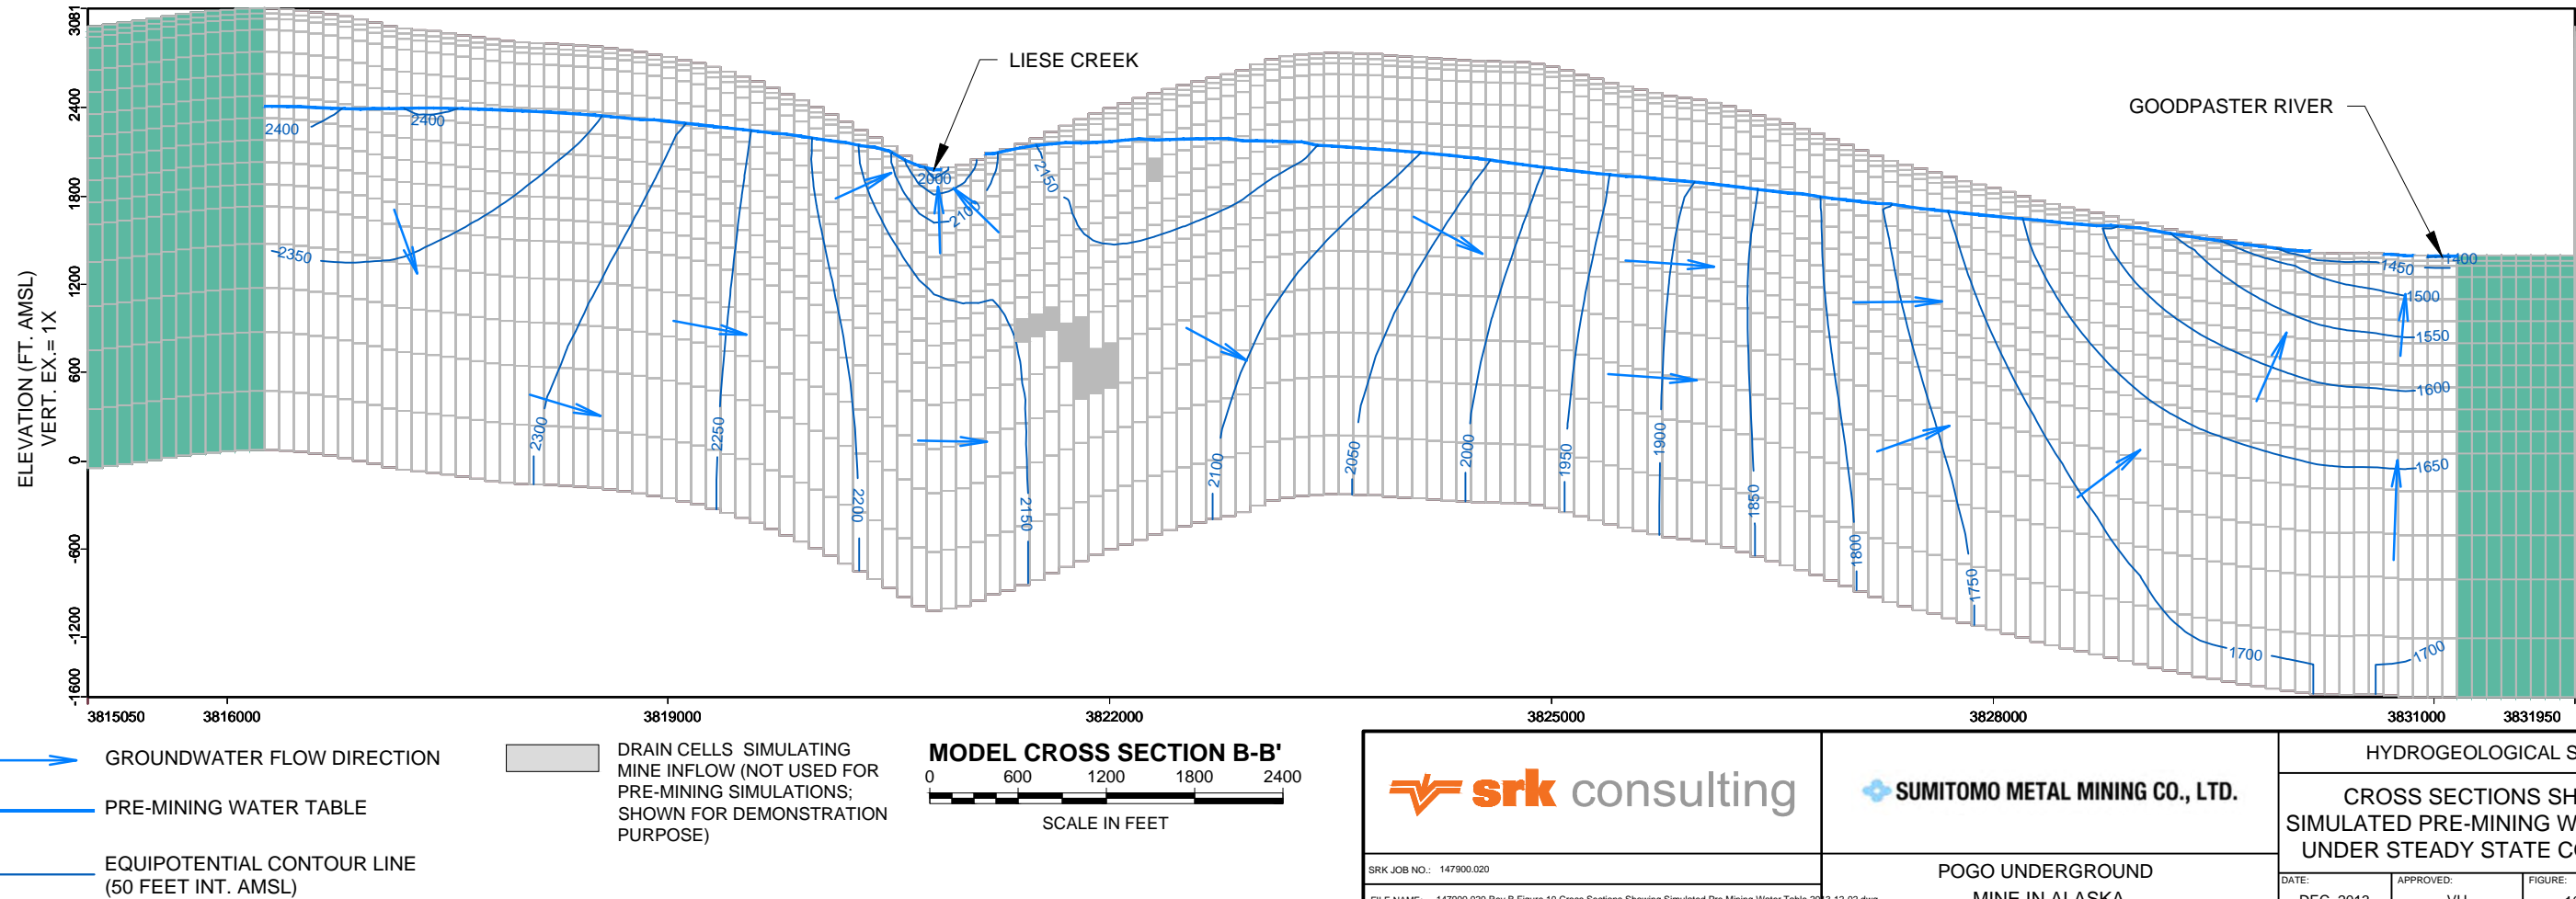 3081
2400
1800
1200
600
0
-600
-1200
-1600
ELEVATION (FT. AMSL)
VERT. EX.= 1X
LIESE CREEK
GOODPASTER RIVER
2400
2400
2350
2300
2250
2200
2150
2000
2100
2150
2100
2050
2000
1950
1900
1850
1800
1750
1700
1700
1650
1600
1550
1500
1450
1400
3815050
3816000
3819000
3822000
3825000
3828000
3831000
3831950
GROUNDWATER FLOW DIRECTION
PRE-MINING WATER TABLE
EQUIPOTENTIAL CONTOUR LINE
(50 FEET INT. AMSL)
DRAIN CELLS SIMULATING
MINE INFLOW (NOT USED FOR
PRE-MINING SIMULATIONS;
SHOWN FOR DEMONSTRATION
PURPOSE)
MODEL CROSS SECTION B-B'
0 600 1200 1800 2400
SCALE IN FEET
srk consulting
SUMITOMO METAL MINING CO., LTD.
SRK JOB NO.: 147900.020
POGO UNDERGROUND
MINE IN ALASKA
HYDROGEOLOGICAL S
CROSS SECTIONS SH
SIMULATED PRE-MINING W
UNDER STEADY STATE CO
DATE:
APPROVED:
FIGURE: